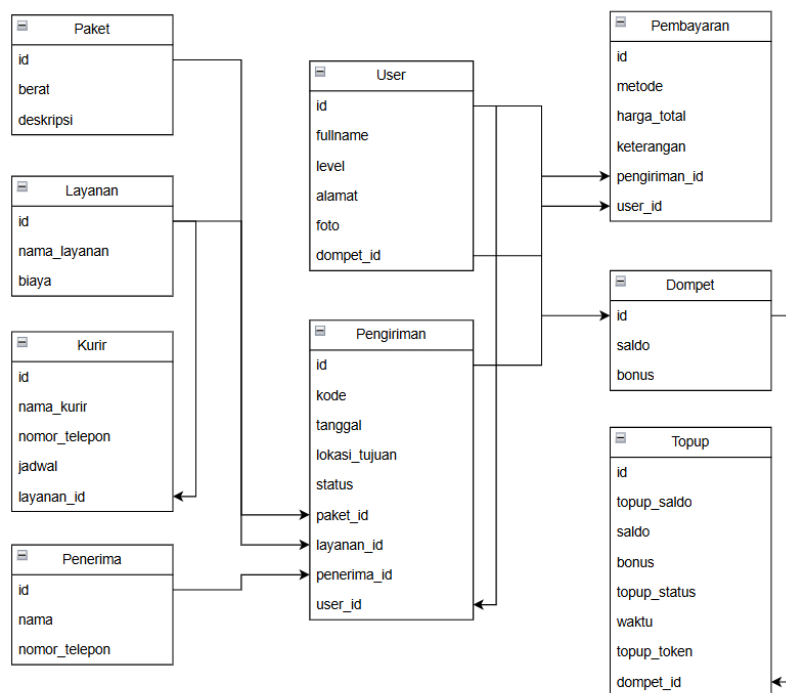 Paket
id
berat
deskripsi
Layanan
id
nama_layanan
biaya
Kurir
id
nama_kurir
nomor_telepon
jadwal
layanan_id
Penerima
id
nama
nomor_telepon
User
id
fullname
level
alamat
foto
dompet_id
Pengiriman
id
kode
tanggal
lokasi_tujuan
status
paket_id
layanan_id
penerima_id
user_id
Pembayaran
id
metode
harga_total
keterangan
pengiriman_id
user_id
Dompet
id
saldo
bonus
Topup
id
topup_saldo
saldo
bonus
topup_status
waktu
topup_token
dompet_id